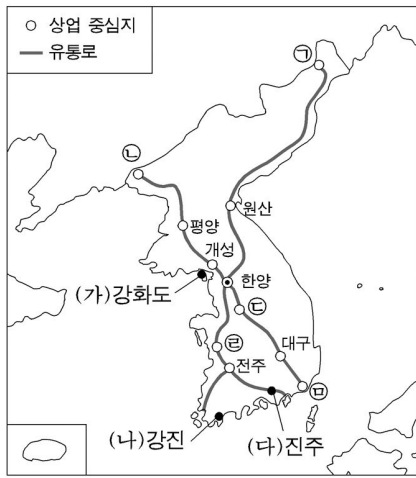 상업 중심지
유통로
㉠
㉡
원산
평양
개성
한양
(가)강화도
㉢
㉣
대구
전주
㉤
(나)강진
(다)진주